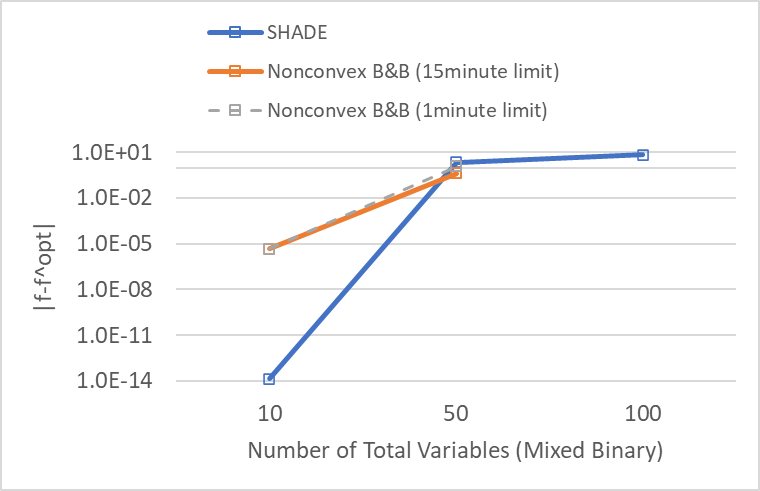 SHADE
Nonconvex B&B (15minute limit)
Nonconvex B&B (1minute limit)
1.0E+01
1.0E-02
1.0E-05
1.0E-08
1.0E-11
1.0E-14
|f-f^opt|
10 50 100
Number of Total Variables (Mixed Binary)